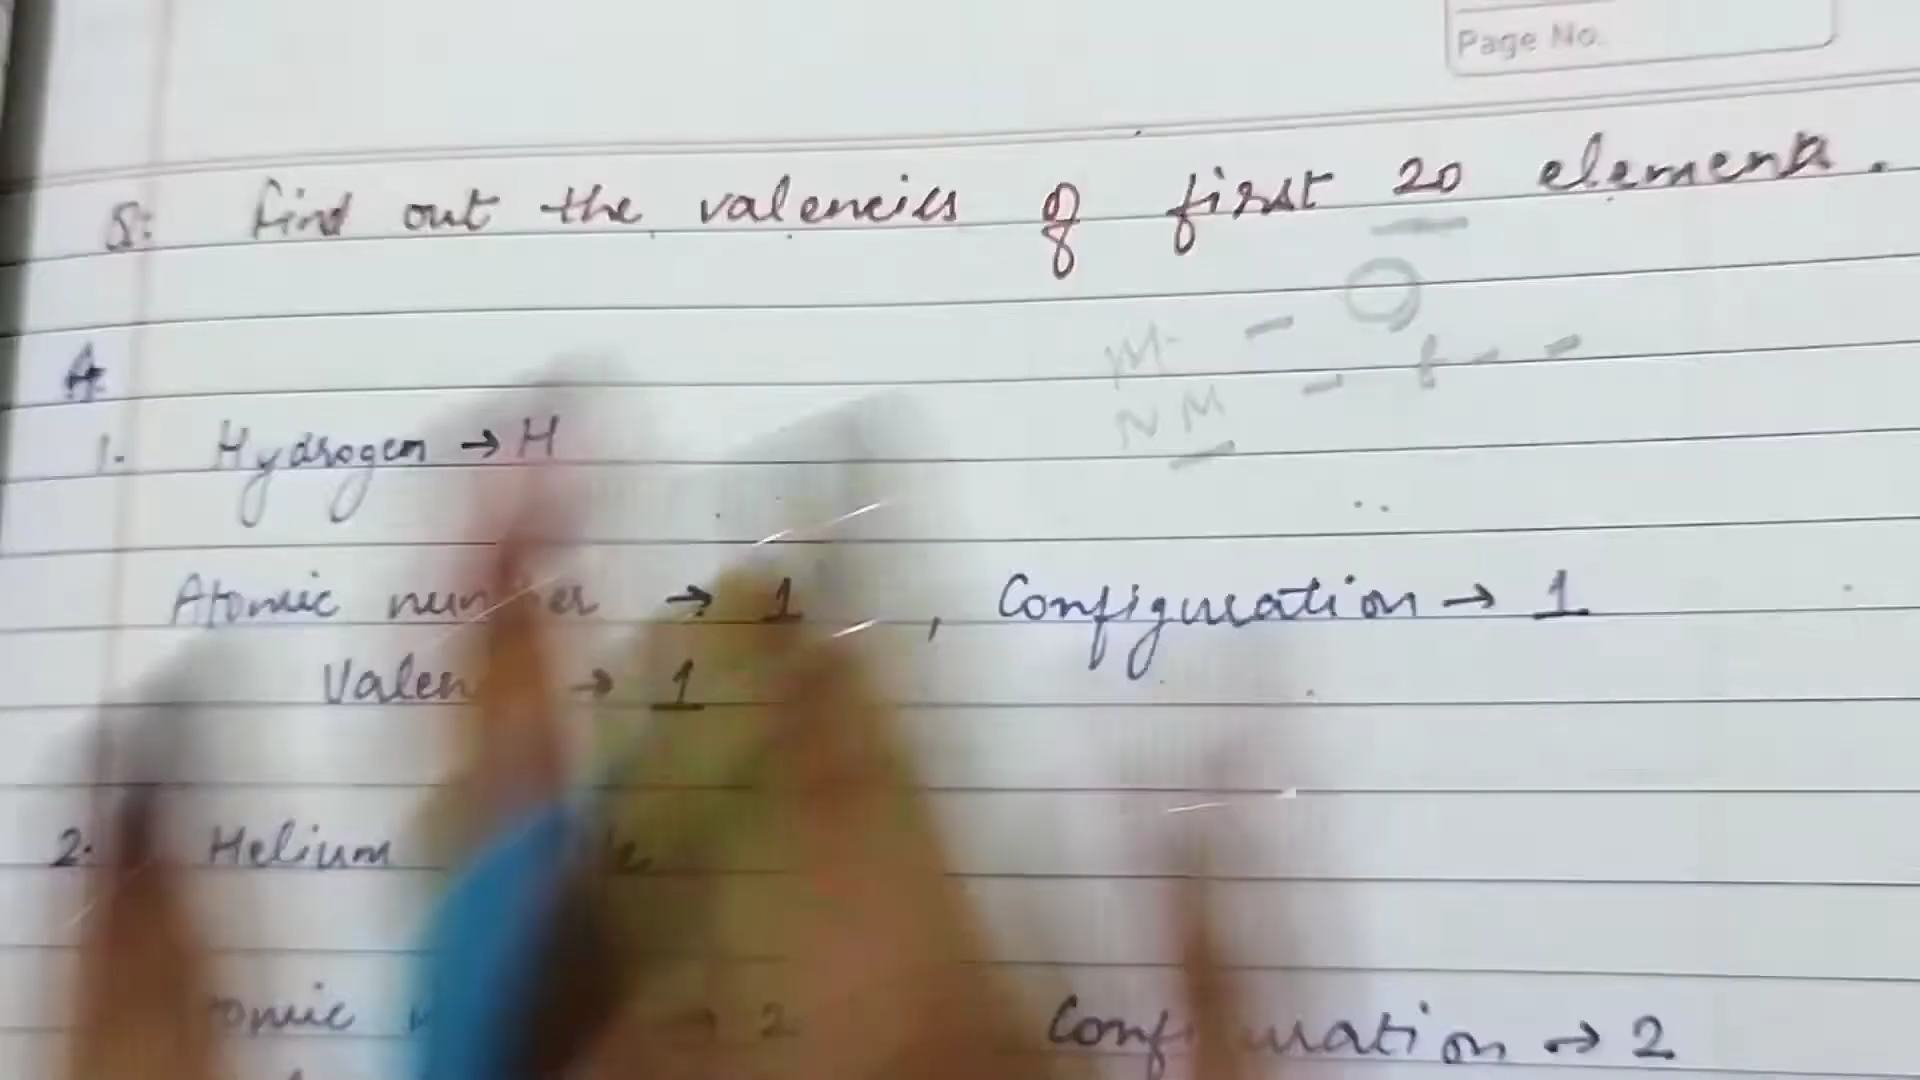 Page No.
Q: Find out the valencies of first 20 elements.
M - O
NM -
A.
1. Hydrogen → H
Atomic number → 1 , Configuration → 1
Valen → 1
2. Helium
→ 2 Configuration → 2